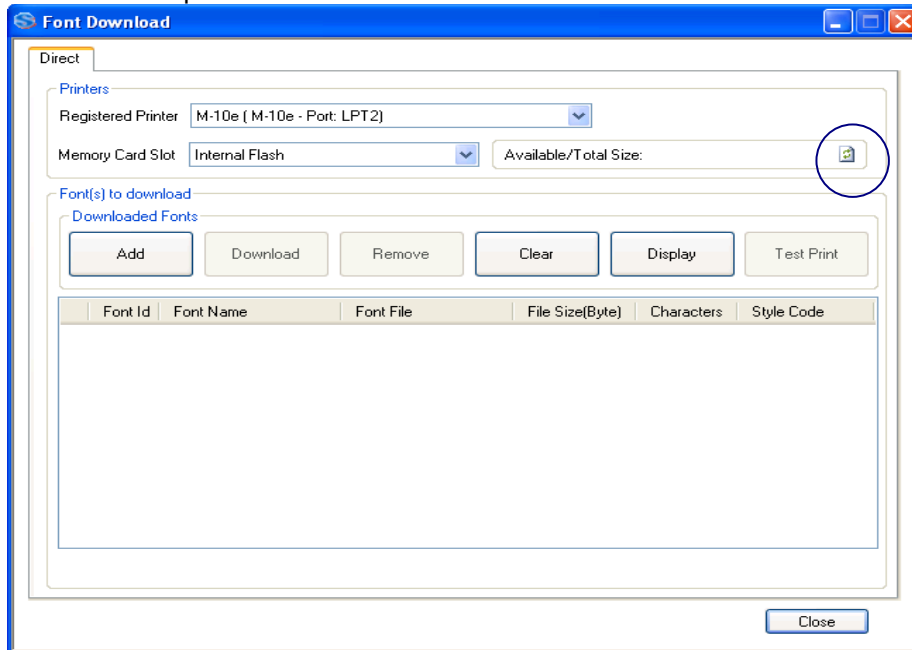 Font Download
Direct
Printers
Registered Printer M-10e ( M-10e - Port: LPT2)
Memory Card Slot Internal Flash Available/Total Size:
Font(s) to download
Downloaded Fonts
Add Download Remove Clear Display Test Print
Font Id Font Name Font File File Size(Byte) Characters Style Code
Close